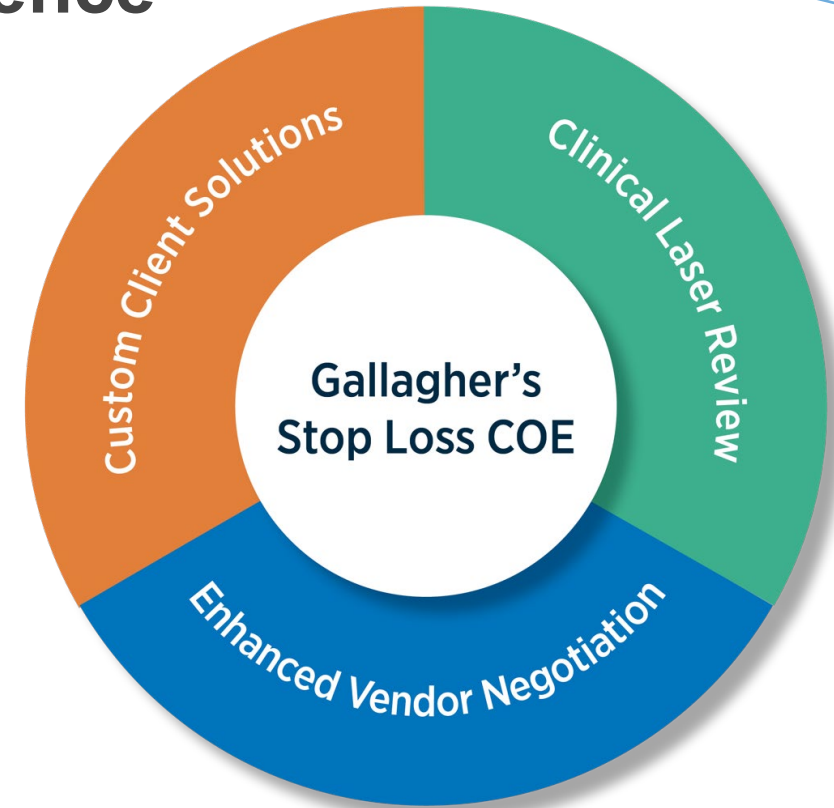 Custom Client Solutions
Clinical Laser Review
Gallagher’s
Stop Loss COE
Enhanced Vendor Negotiation